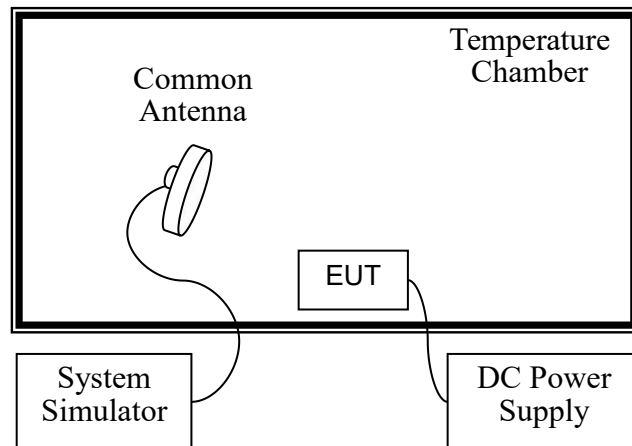 Temperature
Chamber
Common
Antenna
EUT
System
Simulator
DC Power
Supply